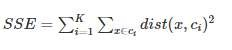 SSE = ∑_{i=1}^{K} ∑_{x∈c_i} dist(x, c_i)²